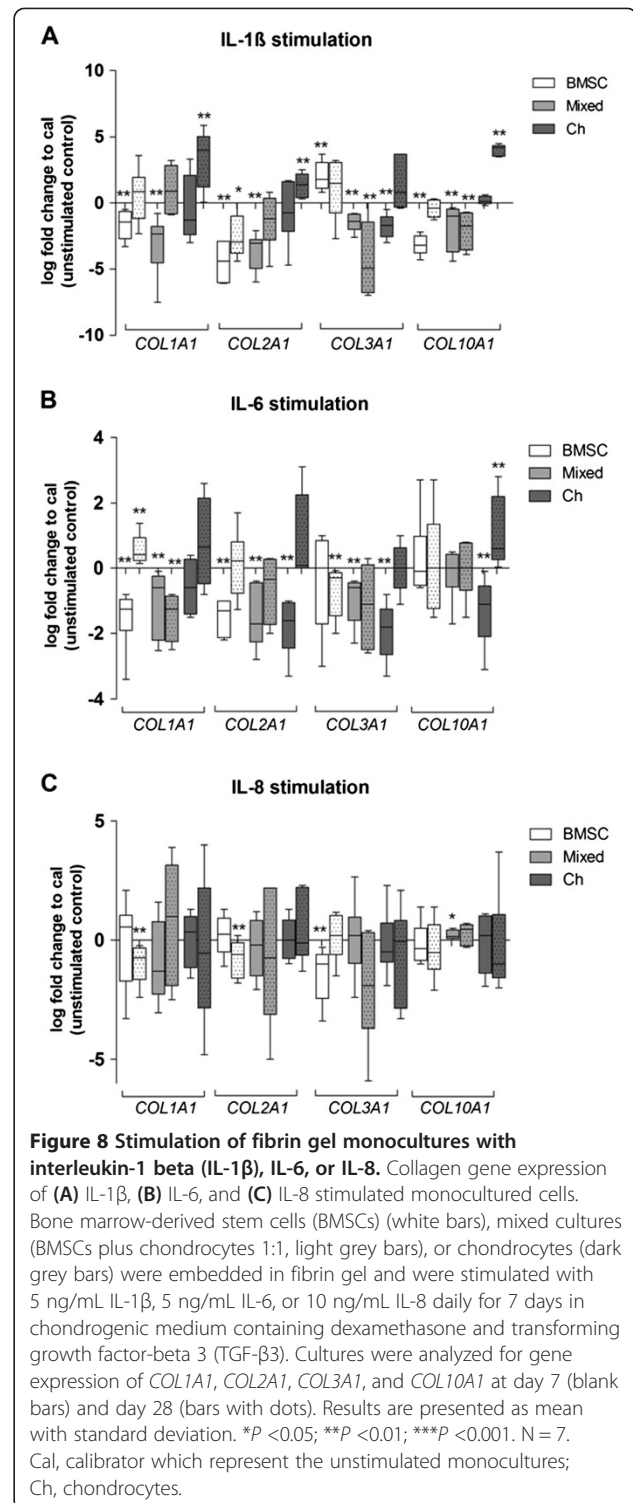 A
IL-1ß stimulation
log fold change to cal
(unstimulated control)
10
5
0
-5
-10
BMSC
Mixed
Ch
** ** ** ** * ** ** ** ** ** ** ** ** ** **
COL1A1 COL2A1 COL3A1 COL10A1
B
IL-6 stimulation
log fold change to cal
(unstimulated control)
4
2
0
-2
-4
BMSC
Mixed
Ch
** ** ** ** ** ** ** ** ** ** ** **
COL1A1 COL2A1 COL3A1 COL10A1
C
IL-8 stimulation
log fold change to cal
(unstimulated control)
5
0
-5
BMSC
Mixed
Ch
** ** ** *
COL1A1 COL2A1 COL3A1 COL10A1
Figure 8 Stimulation of fibrin gel monocultures with
interleukin-1 beta (IL-1β), IL-6, or IL-8. Collagen gene expression
of (A) IL-1β, (B) IL-6, and (C) IL-8 stimulated monocultured cells.
Bone marrow-derived stem cells (BMSCs) (white bars), mixed cultures
(BMSCs plus chondrocytes 1:1, light grey bars), or chondrocytes (dark
grey bars) were embedded in fibrin gel and were stimulated with
5 ng/mL IL-1β, 5 ng/mL IL-6, or 10 ng/mL IL-8 daily for 7 days in
chondrogenic medium containing dexamethasone and transforming
growth factor-beta 3 (TGF-β3). Cultures were analyzed for gene
expression of COL1A1, COL2A1, COL3A1, and COL10A1 at day 7 (blank
bars) and day 28 (bars with dots). Results are presented as mean
with standard deviation. *P <0.05; **P <0.01; ***P <0.001. N = 7.
Cal, calibrator which represent the unstimulated monocultures;
Ch, chondrocytes.